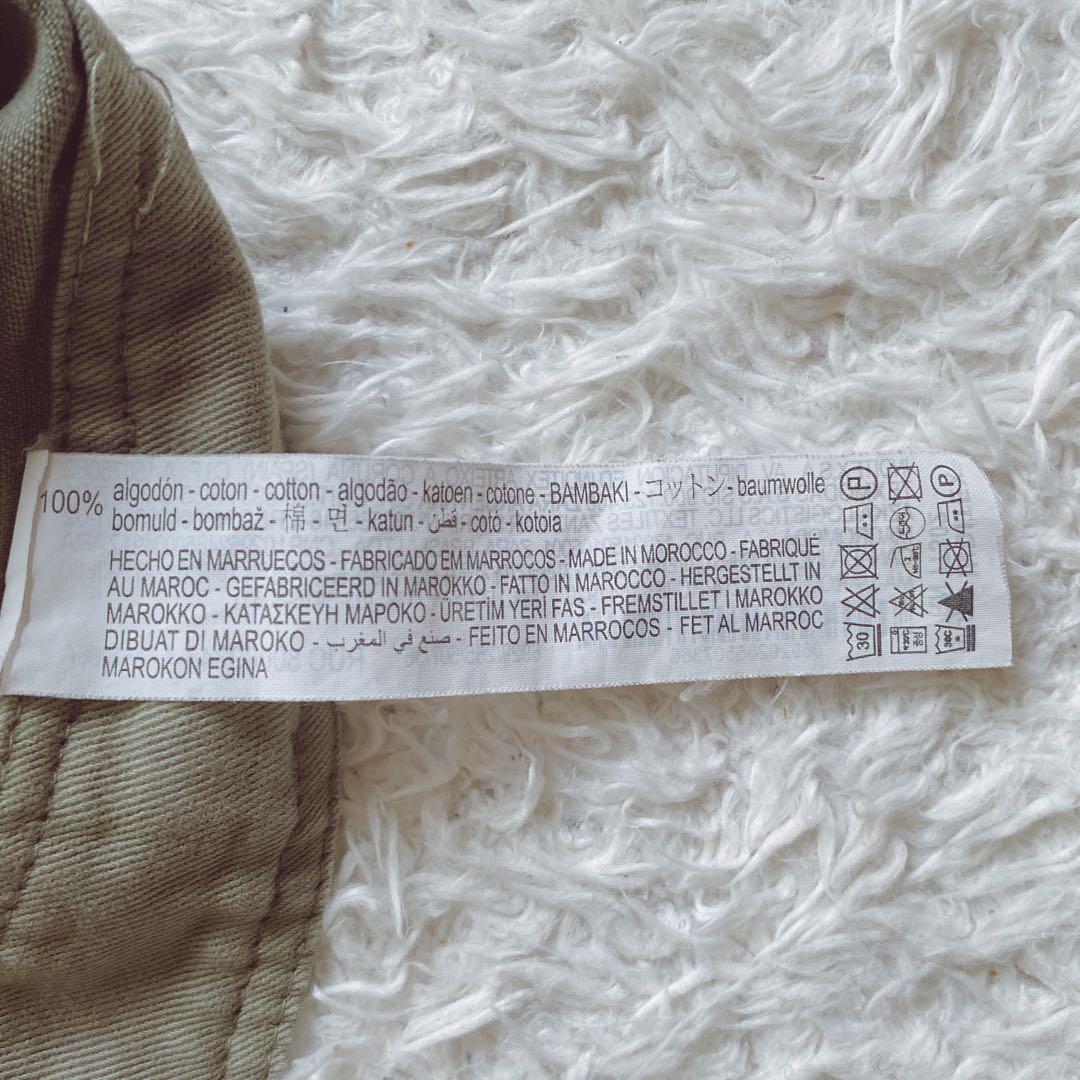 100% algodón - coton - cotton - algodão - katoen - cotone - BAMBAKI - コットン - baumwolle
bomuld - bombaž - 棉 - 면 - katun - قطن - cotó - kotoia
HECHO EN MARRUECOS - FABRICADO EM MARROCOS - MADE IN MOROCCO - FABRIQUÉ
AU MAROC - GEFABRICEERD IN MAROKKO - FATTO IN MAROCCO - HERGESTELLT IN
MAROKKO - ΚΑΤΑΣΚΕΥΗ ΜΑΡΟΚΟ - ÜRETİM YERİ FAS - FREMSTILLET I MAROKKO
DIBUAT DI MAROKO - صنع في المغرب - FEITO EN MARROCOS - FET AL MARROC
MAROKON EGINA
P P
30 30C